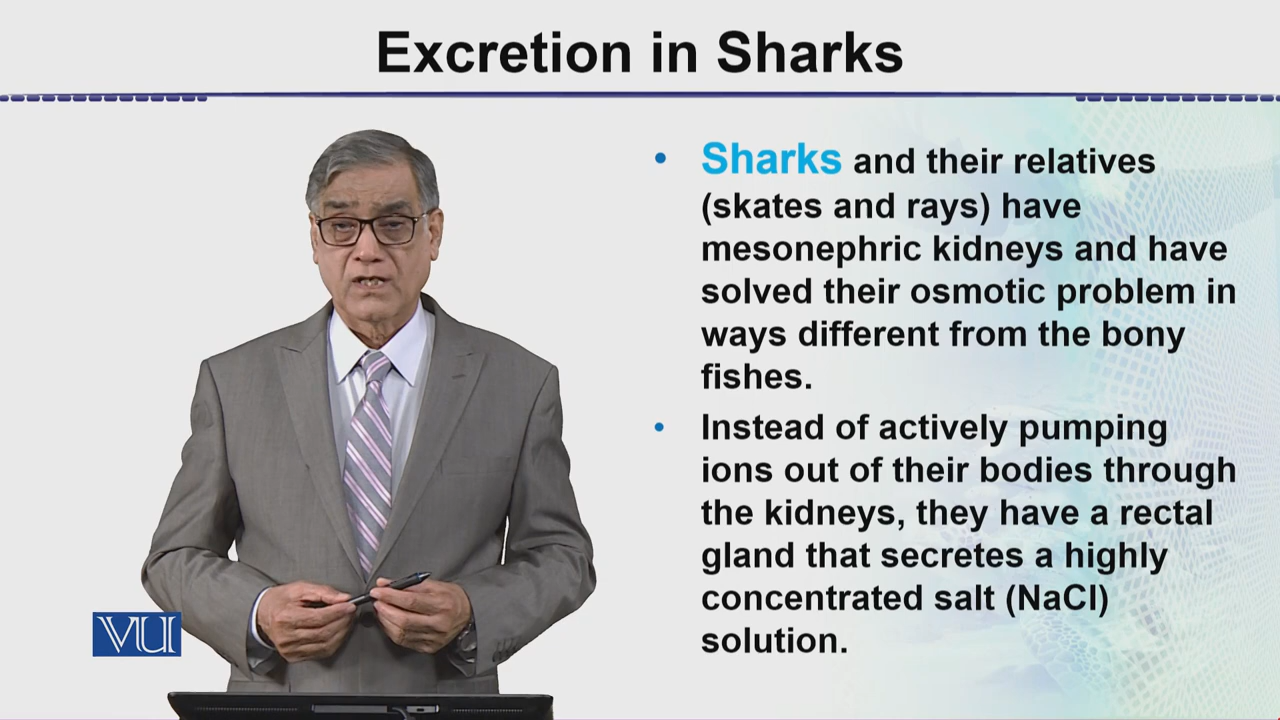 Excretion in Sharks
• Sharks and their relatives
(skates and rays) have
mesonephric kidneys and have
solved their osmotic problem in
ways different from the bony
fishes.
• Instead of actively pumping
ions out of their bodies through
the kidneys, they have a rectal
gland that secretes a highly
concentrated salt (NaCl)
solution.
VU